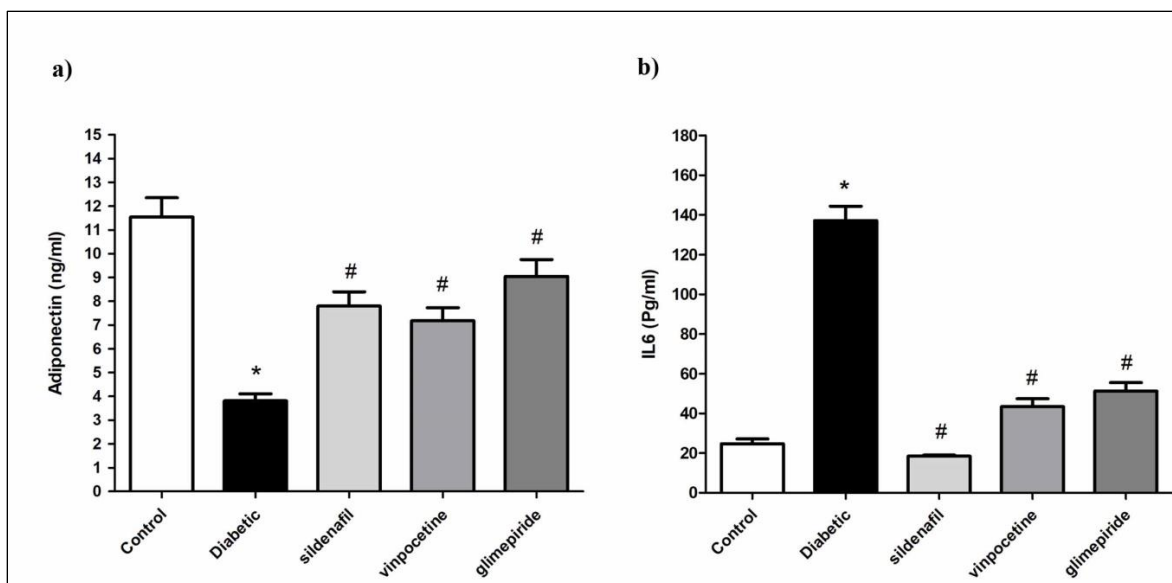 a)
Adiponectin (ng/ml)
15
14
13
12
11
10
9
8
7
6
5
4
3
2
1
0
*
#
#
#
Control
Diabetic
sildenafil
vinpocetine
glimepiride
b)
IL6 (Pg/ml)
180
160
140
120
100
80
60
40
20
0
*
#
#
#
Control
Diabetic
sildenafil
vinpocetine
glimepiride